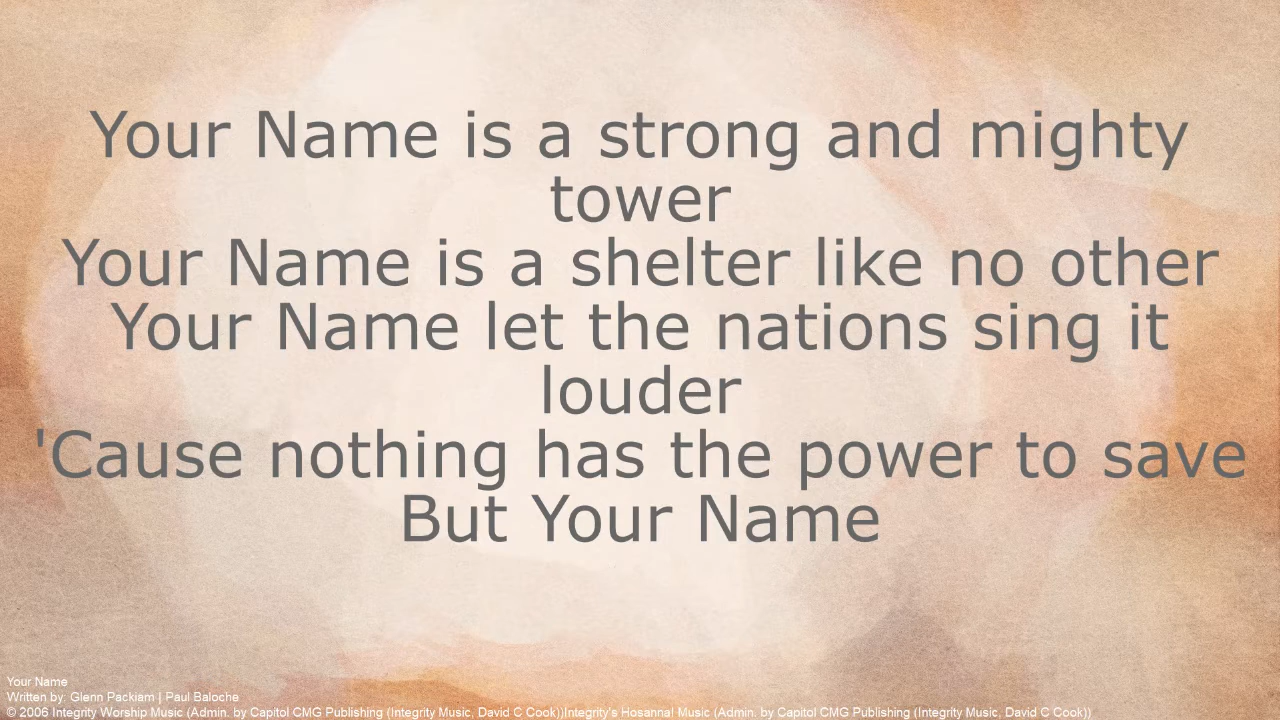 Your Name is a strong and mighty
tower
Your Name is a shelter like no other
Your Name let the nations sing it
louder
'Cause nothing has the power to save
But Your Name
Your Name
Written by: Glenn Packiam | Paul Baloche
© 2006 Integrity Worship Music (Admin. by Capitol CMG Publishing (Integrity Music, David C Cook))Integrity's Hosanna! Music (Admin. by Capitol CMG Publishing (Integrity Music, David C Cook))